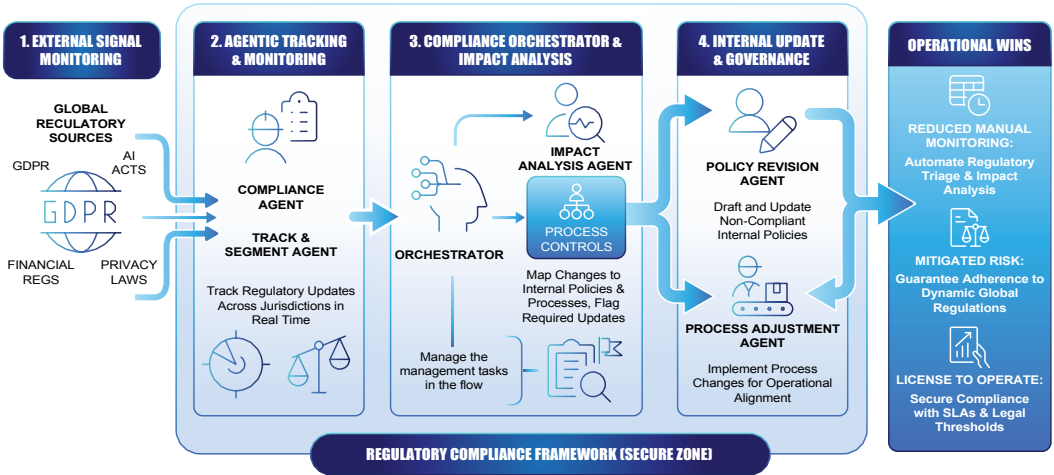 1. EXTERNAL SIGNAL
MONITORING
GLOBAL
RECULATORY
SOURCES
GDPR
AI
ACTS
GDPR
FINANCIAL
REGS
PRIVACY
LAWS
2. AGENTIC TRACKING
& MONITORING
COMPLIANCE
AGENT
TRACK &
SEGMENT AGENT
Track Regulatory Updates
Across Jurisdictions in
Real Time
3. COMPLIANCE ORCHESTRATOR &
IMPACT ANALYSIS
IMPACT
ANALYSIS AGENT
PROCESS
CONTROLS
ORCHESTRATOR
Map Changes to
Internal Policies &
Processes, Flag
Required Updates
Manage the
management tasks
in the flow
4. INTERNAL UPDATE
& GOVERNANCE
POLICY REVISION
AGENT
Draft and Update
Non-Compliant
Internal Policies
PROCESS ADJUSTMENT
AGENT
Implement Process
Changes for Operational
Alignment
OPERATIONAL WINS
REDUCED MANUAL
MONITORING:
Automate Regulatory
Triage & Impact
Analysis
MITIGATED RISK:
Guarantee Adherence to
Dynamic Global
Regulations
LICENSE TO OPERATE:
Secure Compliance
with SLAs & Legal
Thresholds
REGULATORY COMPLIANCE FRAMEWORK (SECURE ZONE)